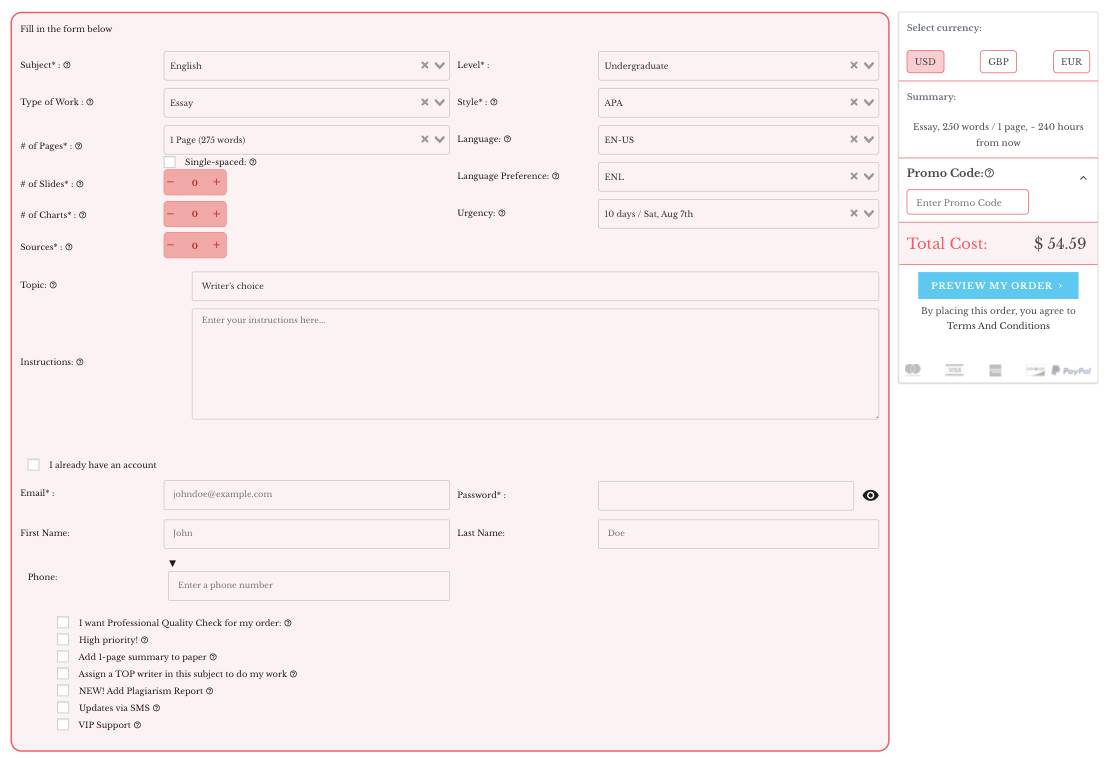 Fill in the form below
Subject* :
English
Level* :
Undergraduate
Type of Work :
Essay
Style* :
APA
# of Pages* :
1 Page (275 words)
Single-spaced:
Language:
EN-US
# of Slides* :
− 0 +
Language Preference:
ENL
# of Charts* :
− 0 +
Urgency:
10 days / Sat, Aug 7th
Sources* :
− 0 +
Topic:
Writer's choice
Instructions:
Enter your instructions here...
I already have an account
Email* :
johndoe@example.com
Password* :
First Name:
John
Last Name:
Doe
Phone:
Enter a phone number
I want Professional Quality Check for my order:
High priority!
Add 1-page summary to paper
Assign a TOP writer in this subject to do my work
NEW! Add Plagiarism Report
Updates via SMS
VIP Support
Select currency:
USD GBP EUR
Summary:
Essay, 250 words / 1 page, ~ 240 hours
from now
Promo Code:
Enter Promo Code
Total Cost: $ 54.59
PREVIEW MY ORDER ›
By placing this order, you agree to
Terms And Conditions
VISA
PayPal